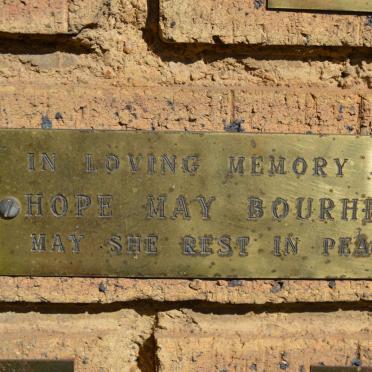 IN LOVING MEMORY
HOPE MAY
MAY SHE REST IN